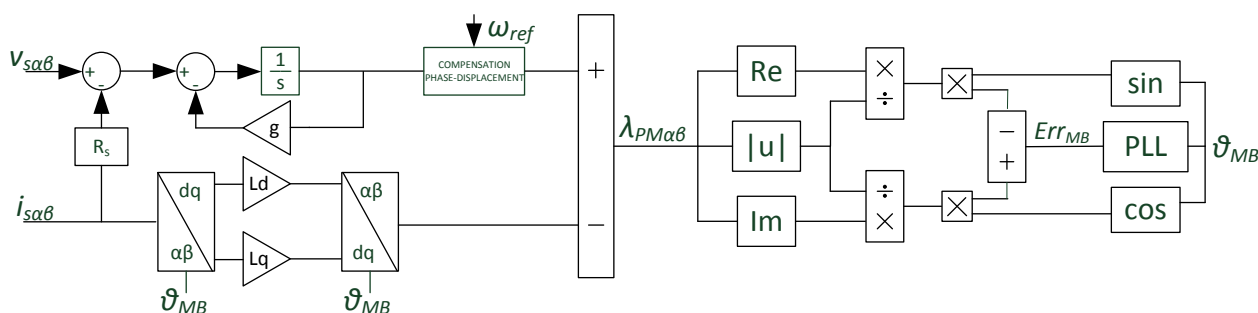 v_sαβ
+
-
+
-
1
s
g
COMPENSATION
PHASE-DISPLACEMENT
ω_ref
R_s
i_sαβ
dq
αβ
ϑ_MB
Ld
Lq
αβ
dq
ϑ_MB
+
−
λ_PMαβ
Re
|u|
Im
×
÷
÷
×
×
×
−
+
Err_MB
sin
PLL
cos
ϑ_MB